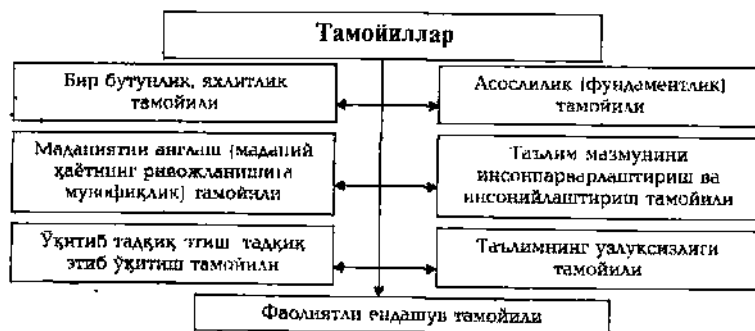 Тамойиллар
Бир бутунлик, яхлитлик
тамойили
Асослилик (фундаментлик)
тамойили
Маданиятни англаш (маданий
ҳаётнинг ривожланишига
мувофиқлик) тамойили
Таълим мазмунини
инсонпарварлаштириш ва
инсонийлаштириш тамойили
Ўқитиб тадқиқ этиш тадқиқ
этиб ўқитиш тамойили
Таълимнинг узлуксизлиги
тамойили
Фаолиятли ёндашув тамойили